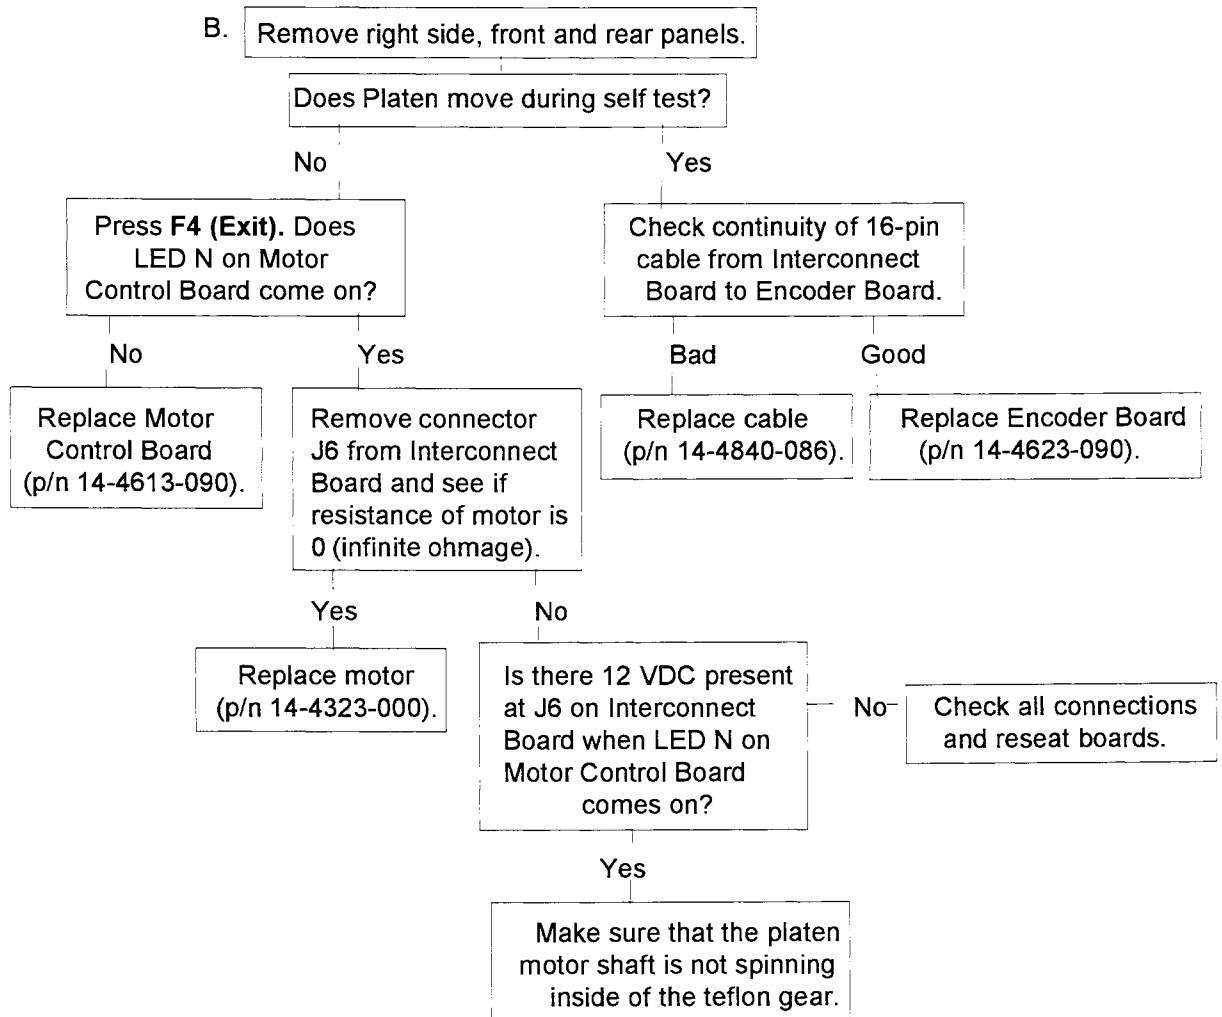 B. Remove right side, front and rear panels.
Does Platen move during self test?
No
Yes
Press F4 (Exit). Does
LED N on Motor
Control Board come on?
Check continuity of 16-pin
cable from Interconnect
Board to Encoder Board.
No
Yes
Bad
Good
Replace Motor
Control Board
(p/n 14-4613-090).
Remove connector
J6 from Interconnect
Board and see if
resistance of motor is
0 (infinite ohmage).
Replace cable
(p/n 14-4840-086).
Replace Encoder Board
(p/n 14-4623-090).
Yes
No
Replace motor
(p/n 14-4323-000).
Is there 12 VDC present
at J6 on Interconnect
Board when LED N on
Motor Control Board
comes on?
No
Check all connections
and reseat boards.
Yes
Make sure that the platen
motor shaft is not spinning
inside of the teflon gear.